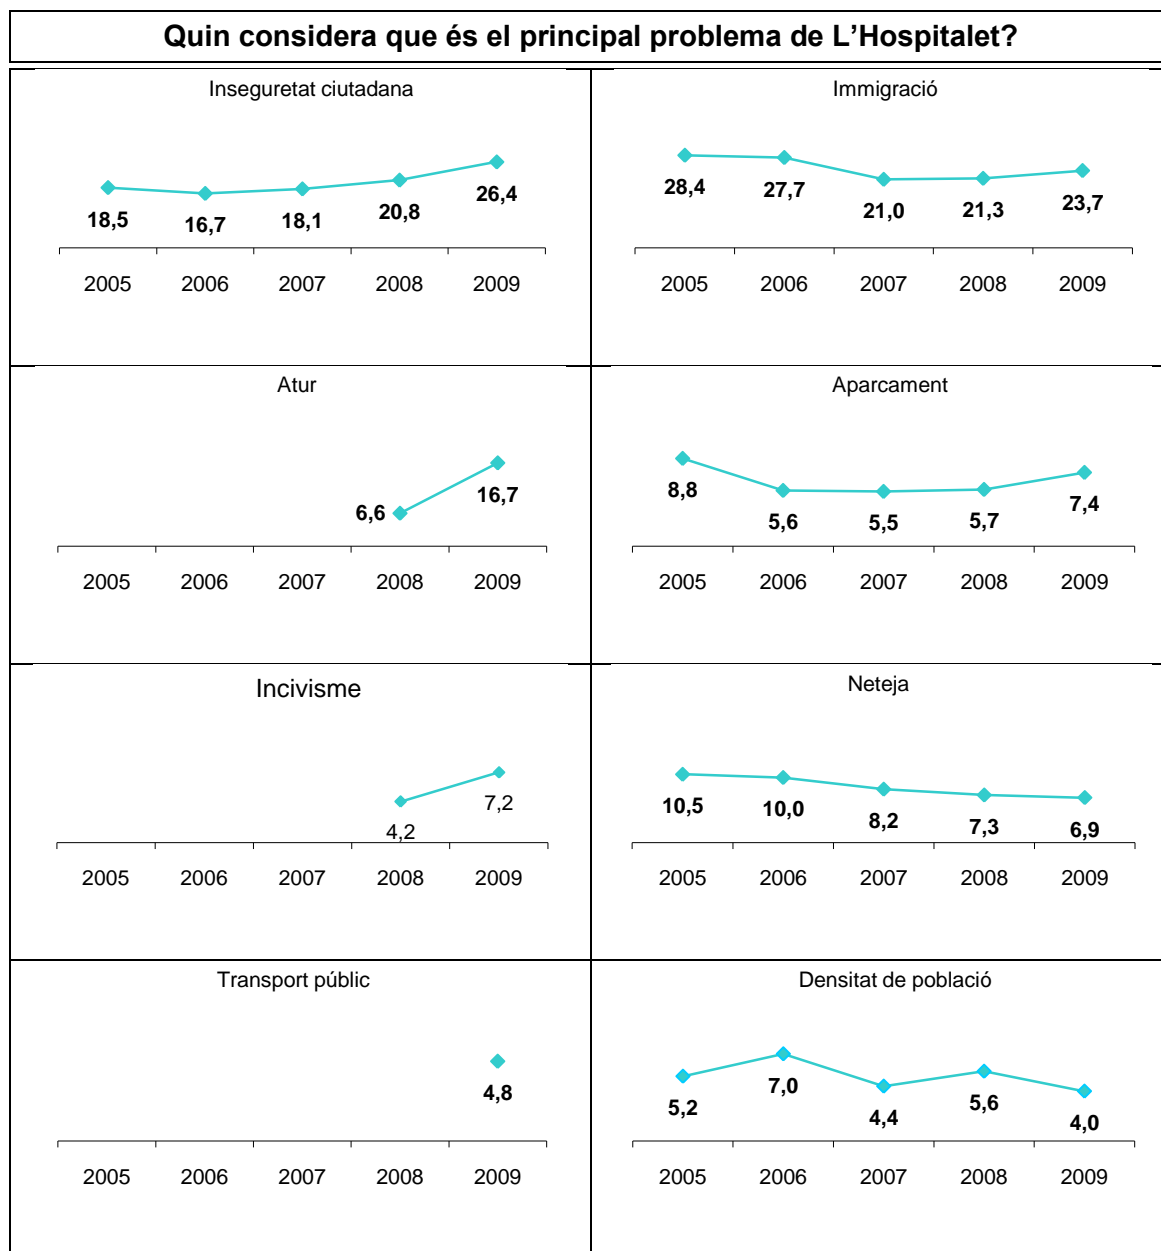 Quin considera que és el principal problema de L’Hospitalet?
Inseguretat ciutadana
18,5 16,7 18,1 20,8 26,4
2005 2006 2007 2008 2009
Immigració
28,4 27,7 21,0 21,3 23,7
2005 2006 2007 2008 2009
Atur
6,6 16,7
2005 2006 2007 2008 2009
Aparcament
8,8 5,6 5,5 5,7 7,4
2005 2006 2007 2008 2009
Incivisme
4,2 7,2
2005 2006 2007 2008 2009
Neteja
10,5 10,0 8,2 7,3 6,9
2005 2006 2007 2008 2009
Transport públic
4,8
2005 2006 2007 2008 2009
Densitat de població
5,2 7,0 4,4 5,6 4,0
2005 2006 2007 2008 2009